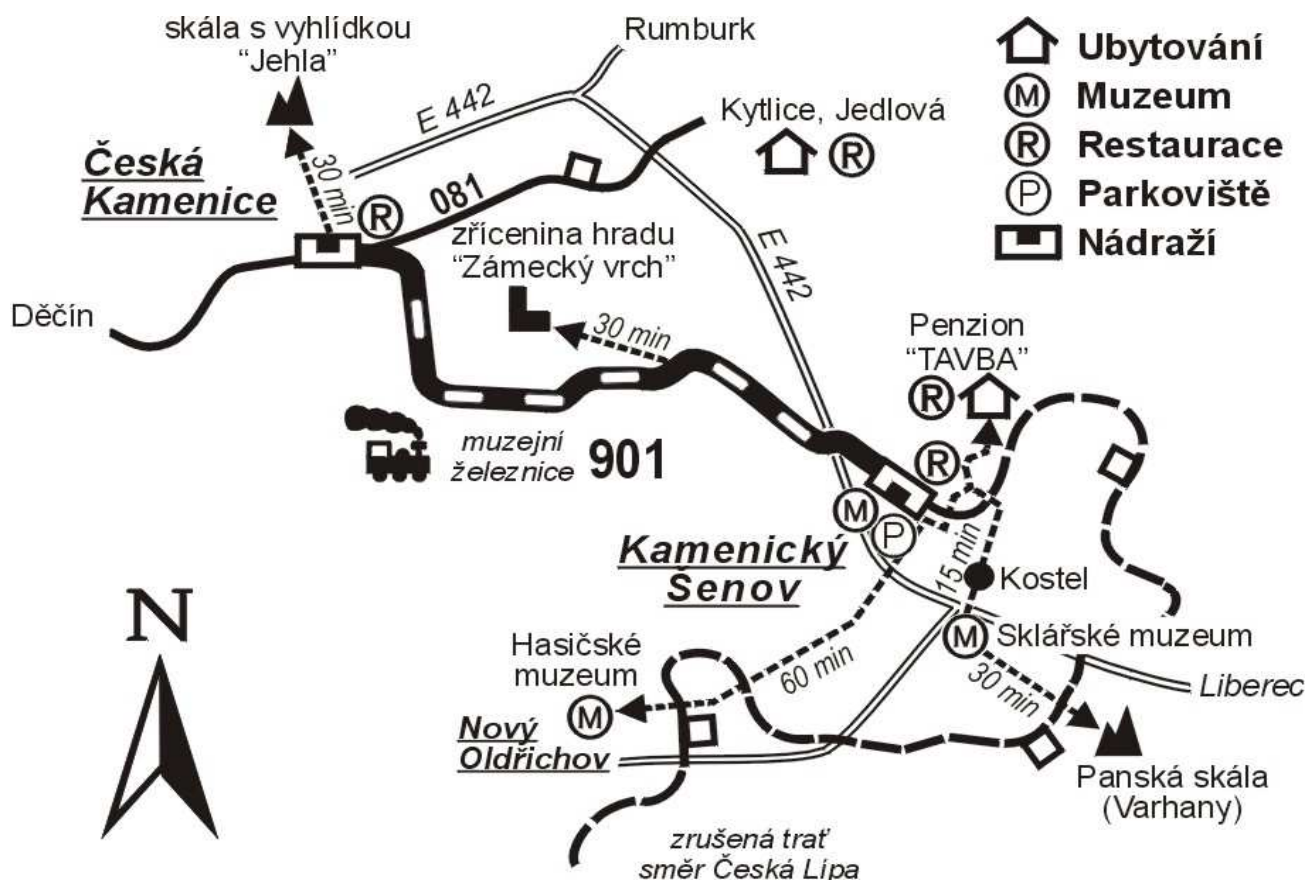 skála s vyhlídkou
“Jehla”
Rumburk
Ubytování
M Muzeum
R Restaurace
P Parkoviště
Nádraží
E 442
Kytlice, Jedlová
R
Česká
Kamenice
30 min
R
081
zřícenina hradu
“Zámecký vrch”
E 442
Děčín
30 min
Penzion
“TAVBA”
R
muzejní
železnice 901
R
M
P
Kamenický
Šenov
15 min
Kostel
N
M Sklářské muzeum
Hasičské
muzeum
60 min
30 min
Liberec
M
Nový
Oldřichov
Panská skála
(Varhany)
zrušená trať
směr Česká Lípa